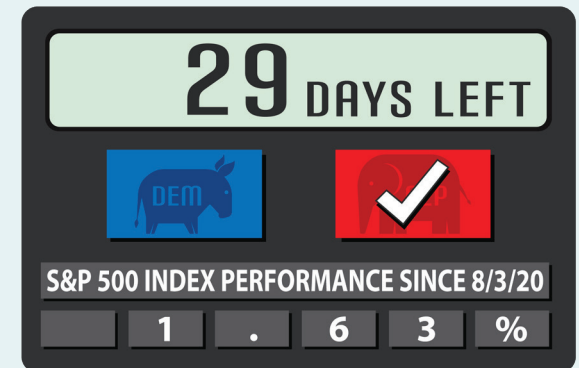 29 DAYS LEFT
DEM
S&P 500 INDEX PERFORMANCE SINCE 8/3/20
1 . 6 3 %